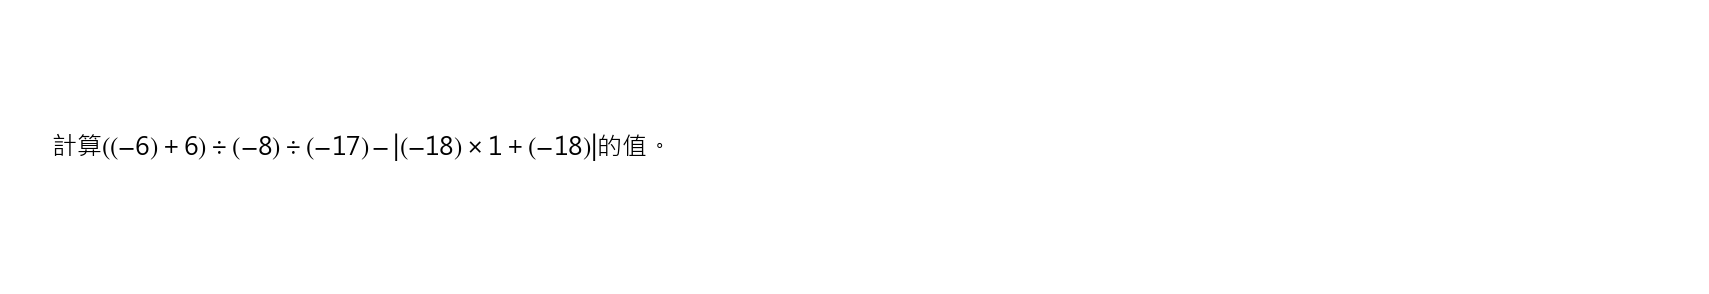 計算((−6) + 6) ÷ (−8) ÷ (−17) − |(−18) × 1 + (−18)|的值。